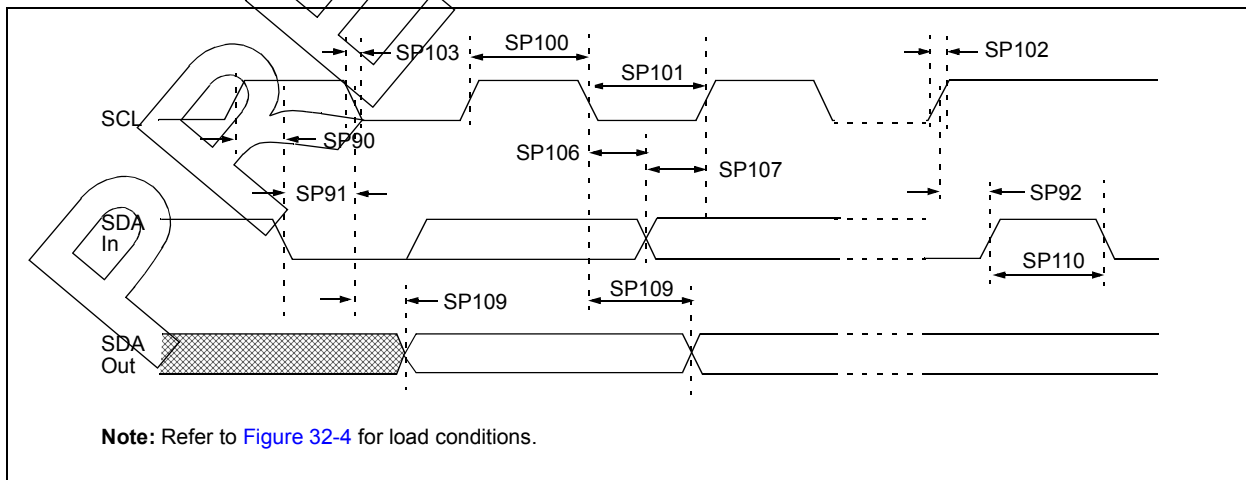 SP103
SP100
SP102
SP101
SCL
SP90
SP106
SP107
SP91
SP92
SDA
In
SP110
SP109
SP109
SDA
Out
Note: Refer to Figure 32-4 for load conditions.